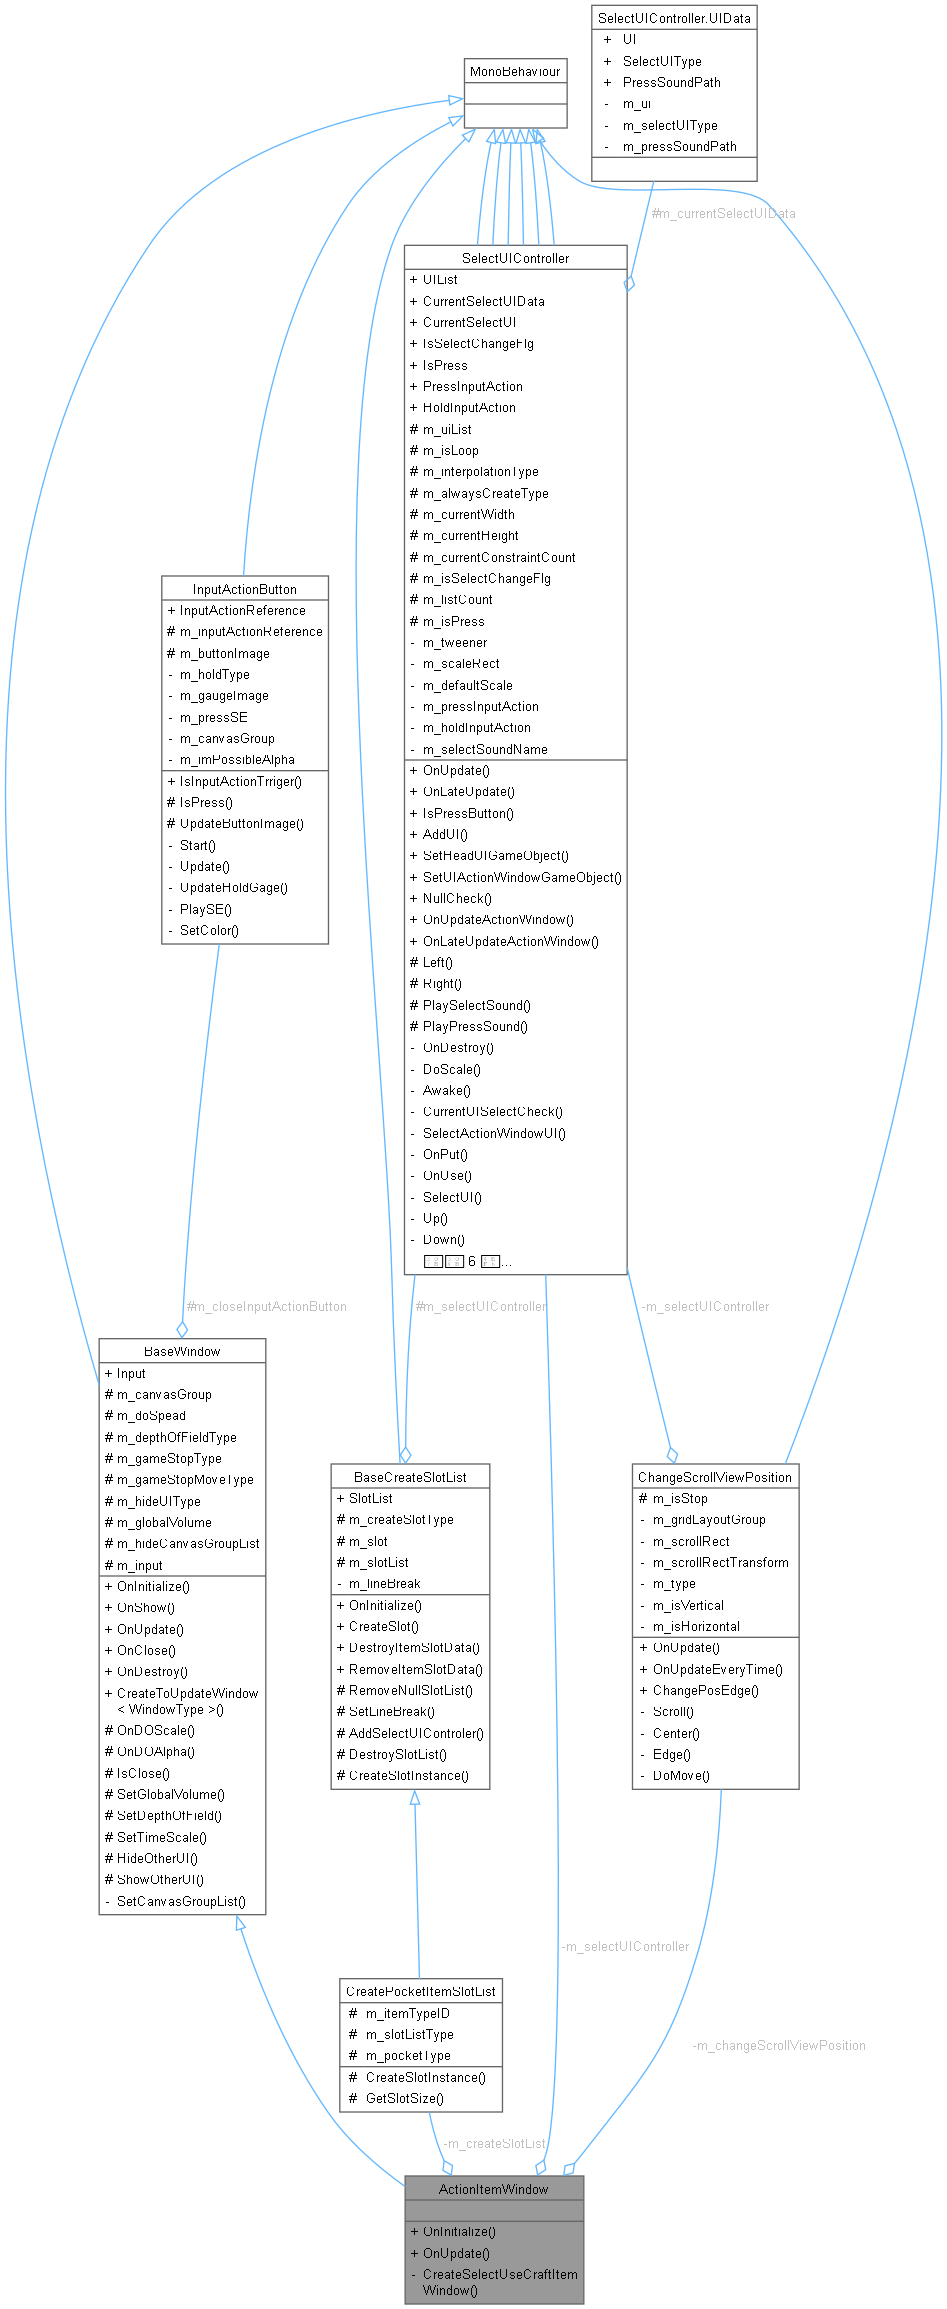 SelectUIController.UIData
+ UI
+ SelectUIType
+ PressSoundPath
- m_ui
- m_selectUIType
- m_pressSoundPath
MonoBehaviour
#m_currentSelectUIData
SelectUIController
+ UIList
+ CurrentSelectUIData
+ CurrentSelectUI
+ IsSelectChangeFlg
+ IsPress
+ PressInputAction
+ HoldInputAction
# m_uiList
# m_isLoop
# m_interpolationType
# m_alwaysCreateType
# m_currentWidth
# m_currentHeight
# m_currentConstraintCount
# m_isSelectChangeFlg
# m_listCount
# m_isPress
- m_tweener
- m_scaleRect
- m_defaultScale
- m_pressInputAction
- m_holdInputAction
- m_selectSoundName
+ OnUpdate()
+ OnLateUpdate()
+ IsPressButton()
+ AddUI()
+ SetHeadUIGameObject()
+ SetUIActionWindowGameObject()
+ NullCheck()
+ OnUpdateActionWindow()
+ OnLateUpdateActionWindow()
# Left()
# Right()
# PlaySelectSound()
# PlayPressSound()
- OnDestroy()
- DoScale()
- Awake()
- CurrentUISelectCheck()
- SelectActionWindowUI()
- OnPut()
- OnUse()
- SelectUI()
- Up()
- Down()
6 ...
InputActionButton
+ InputActionReference
# m_inputActionReference
# m_buttonImage
- m_holdType
- m_gaugeImage
- m_pressSE
- m_canvasGroup
- m_imPossibleAlpha
+ IsInputActionTrriger()
# IsPress()
# UpdateButtonImage()
- Start()
- Update()
- UpdateHoldGage()
- PlaySE()
- SetColor()
#m_closeInputActionButton
#m_selectUIController
-m_selectUIController
BaseWindow
+ Input
# m_canvasGroup
# m_doSpead
# m_depthOfFieldType
# m_gameStopType
# m_gameStopMoveType
# m_hideUIType
# m_globalVolume
# m_hideCanvasGroupList
# m_input
+ OnInitialize()
+ OnShow()
+ OnUpdate()
+ OnClose()
+ OnDestroy()
+ CreateToUpdateWindow
< WindowType >()
# OnDOScale()
# OnDOAlpha()
# IsClose()
# SetGlobalVolume()
# SetDepthOfField()
# SetTimeScale()
# HideOtherUI()
# ShowOtherUI()
- SetCanvasGroupList()
BaseCreateSlotList
+ SlotList
# m_createSlotType
# m_slot
# m_slotList
- m_lineBreak
+ OnInitialize()
+ CreateSlot()
+ DestroyItemSlotData()
+ RemoveItemSlotData()
# RemoveNullSlotList()
# SetLineBreak()
# AddSelectUIControler()
# DestroySlotList()
# CreateSlotInstance()
ChangeScrollViewPosition
# m_isStop
- m_gridLayoutGroup
- m_scrollRect
- m_scrollRectTransform
- m_type
- m_isVertical
- m_isHorizontal
+ OnUpdate()
+ OnUpdateEveryTime()
+ ChangePosEdge()
- Scroll()
- Center()
- Edge()
- DoMove()
-m_selectUIController
CreatePocketItemSlotList
# m_itemTypeID
# m_slotListType
# m_pocketType
# CreateSlotInstance()
# GetSlotSize()
-m_changeScrollViewPosition
-m_createSlotList
ActionItemWindow
+ OnInitialize()
+ OnUpdate()
- CreateSelectUseCraftItem
Window()